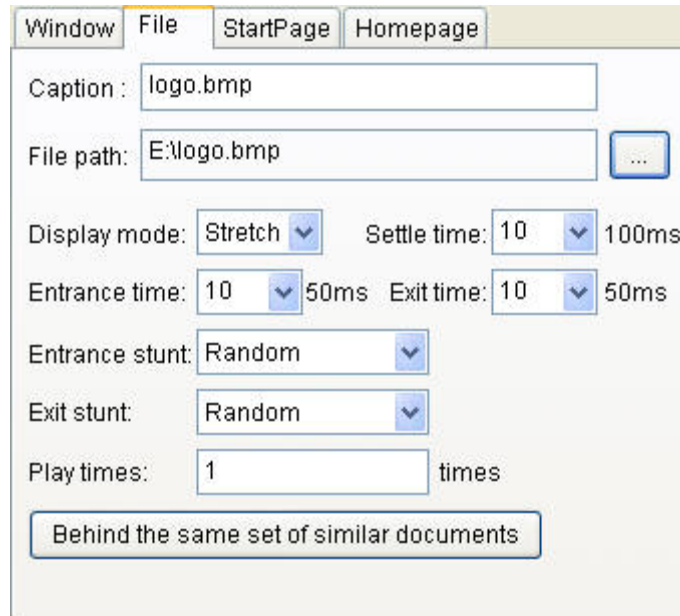 Window File StartPage Homepage
Caption : logo.bmp
File path: E:\logo.bmp ...
Display mode: Stretch Settle time: 10 100ms
Entrance time: 10 50ms Exit time: 10 50ms
Entrance stunt: Random
Exit stunt: Random
Play times: 1 times
Behind the same set of similar documents